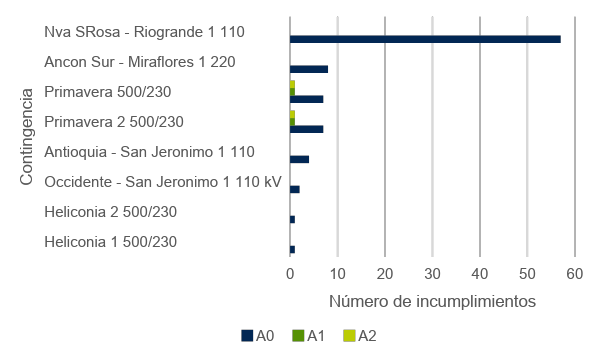 Nva SRosa - Riogrande 1 110
Ancon Sur - Miraflores 1 220
Primavera 500/230
Primavera 2 500/230
Antioquia - San Jeronimo 1 110
Occidente - San Jeronimo 1 110 kV
Heliconia 2 500/230
Heliconia 1 500/230
Contingencia
0 10 20 30 40 50 60
Número de incumplimientos
A0 A1 A2